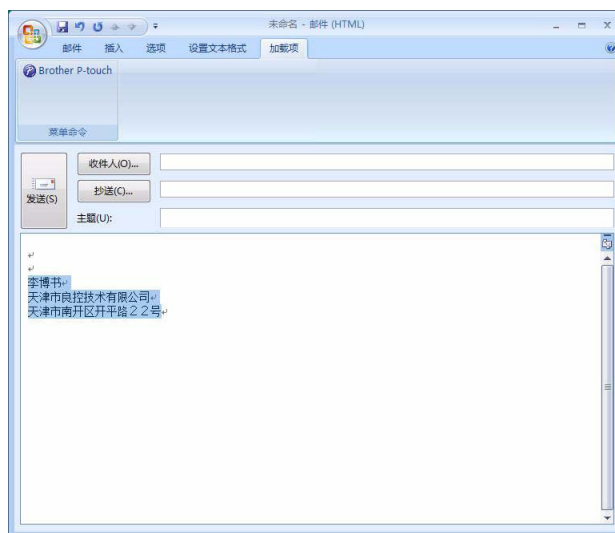 未命名 - 邮件 (HTML)
邮件 插入 选项 设置文本格式 加载项
Brother P-touch
菜单命令
收件人(O)...
抄送(C)...
发送(S)
主题(U):
李博书
天津市良控技术有限公司
天津市南开区开平路２２号